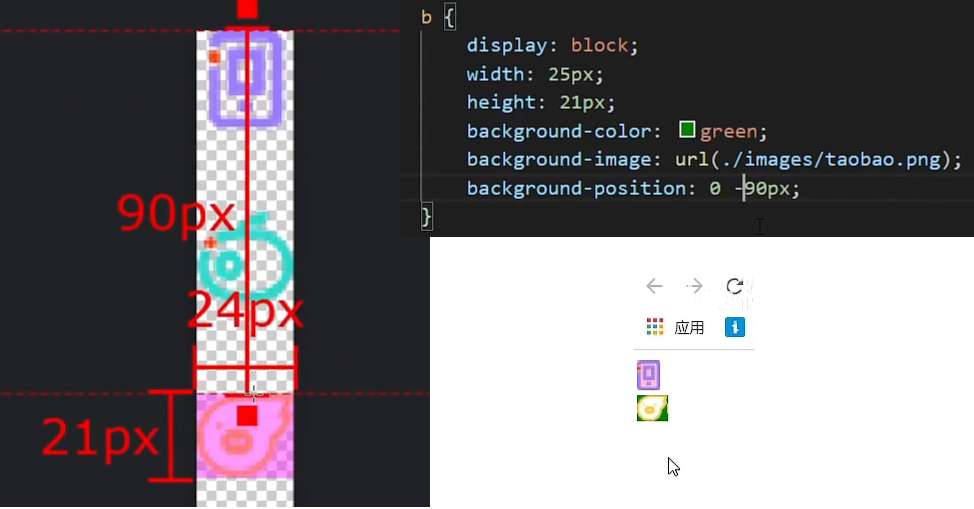 b {
display: block;
width: 25px;
height: 21px;
background-color: green;
background-image: url(./images/taobao.png);
background-position: 0 -90px;
}
90px
24px
21px
应用